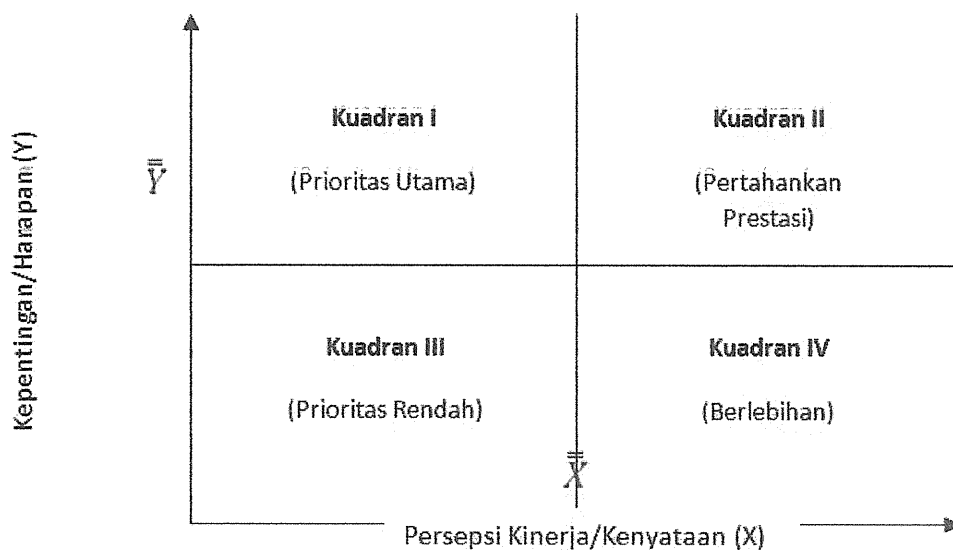 Kepentingan/Harapan (Y)
Y̿
Kuadran I
(Prioritas Utama)
Kuadran II
(Pertahankan
Prestasi)
Kuadran III
(Prioritas Rendah)
Kuadran IV
(Berlebihan)
X̿
Persepsi Kinerja/Kenyataan (X)